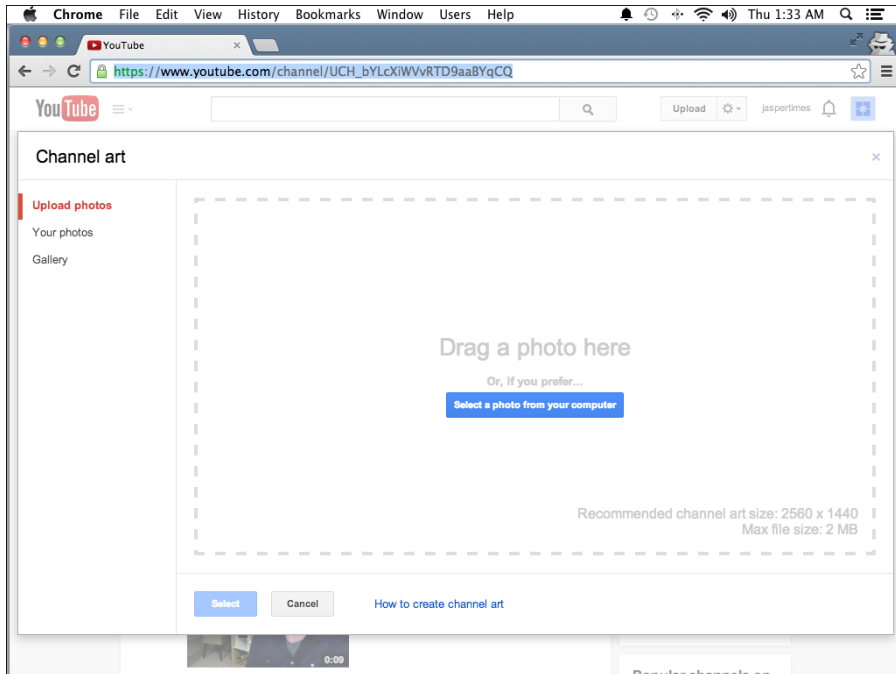 Chrome File Edit View History Bookmarks Window Users Help Thu 1:33 AM
YouTube
https://www.youtube.com/channel/UCH_bYLcXiWVvRTD9aaBYqCQ
YouTube Upload jaspertimes
Channel art
Upload photos
Your photos
Gallery
Drag a photo here
Or, if you prefer...
Select a photo from your computer
Recommended channel art size: 2560 x 1440
Max file size: 2 MB
Select Cancel How to create channel art
0:09
Popular channels on